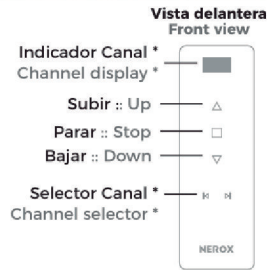 Vista delantera
Front view
Indicador Canal *
Channel display *
Subir :: Up
Parar :: Stop
Bajar :: Down
Selector Canal *
Channel selector *
NEROX